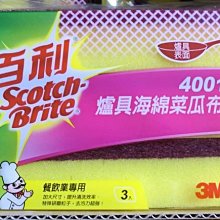 百利
Scotch-
Brite
爐具
表面
4001
爐具海綿菜瓜布
餐飲業專用
3入
3M